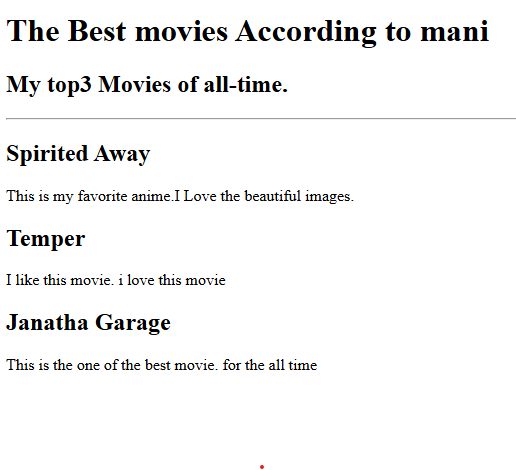 The Best movies According to mani
My top3 Movies of all-time.
Spirited Away
This is my favorite anime.I Love the beautiful images.
Temper
I like this movie. i love this movie
Janatha Garage
This is the one of the best movie. for the all time